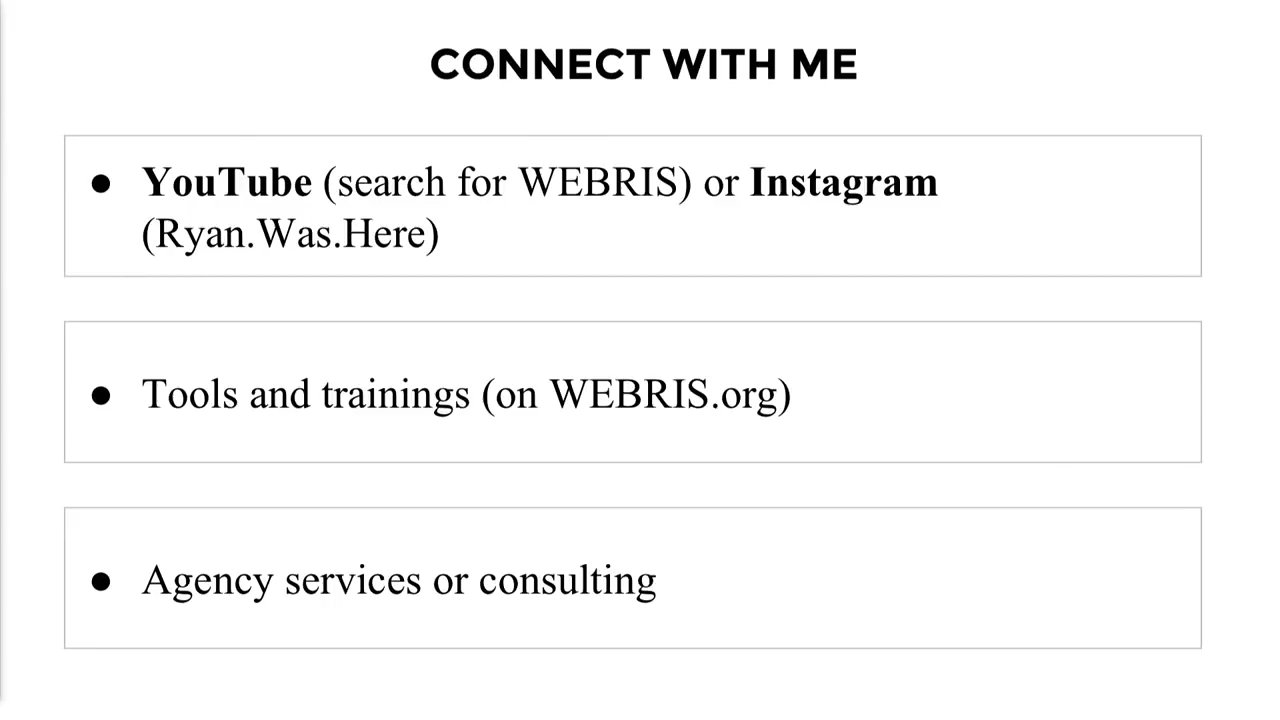 CONNECT WITH ME
● YouTube (search for WEBRIS) or Instagram
(Ryan.Was.Here)
● Tools and trainings (on WEBRIS.org)
● Agency services or consulting